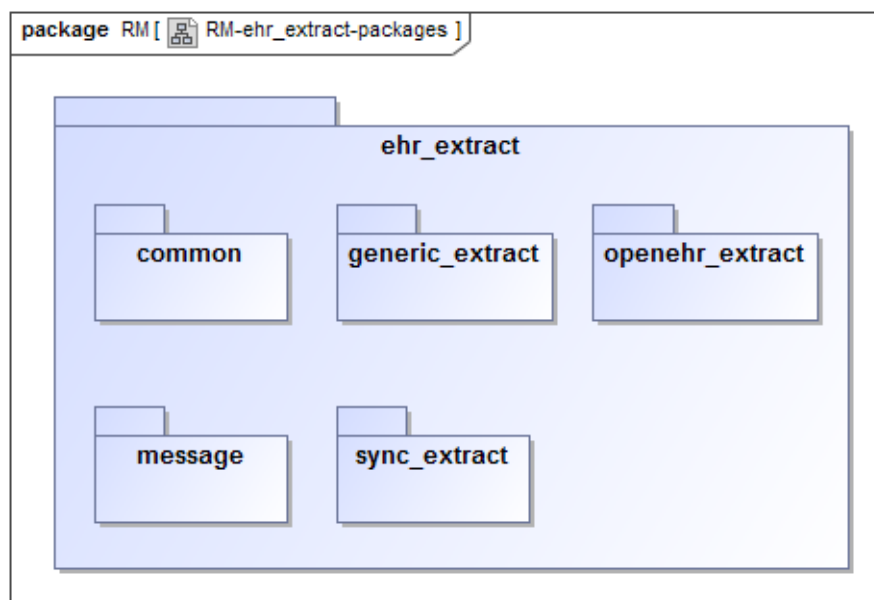 package RM [ RM-ehr_extract-packages ]
ehr_extract
common generic_extract openehr_extract
message sync_extract